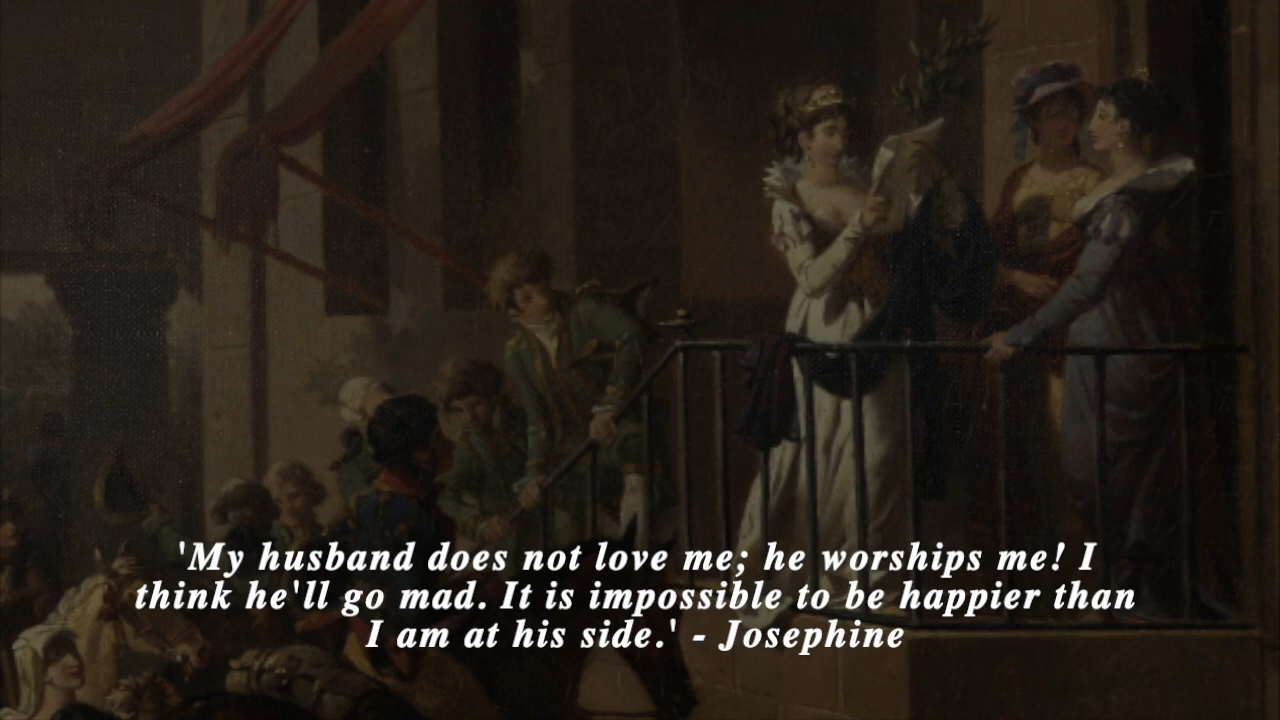 'My husband does not love me; he worships me! I
think he'll go mad. It is impossible to be happier than
I am at his side.' - Josephine